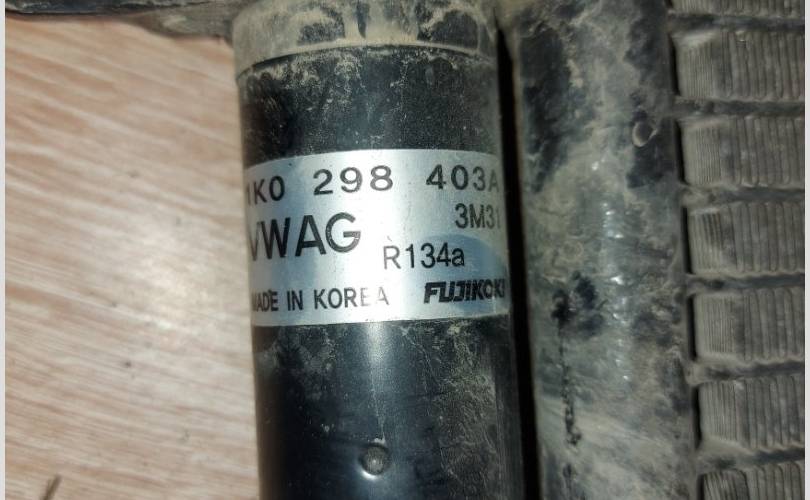 1K0 298 403A
VWAG
3M31
R134a
MADE IN KOREA
FUJIKOKI